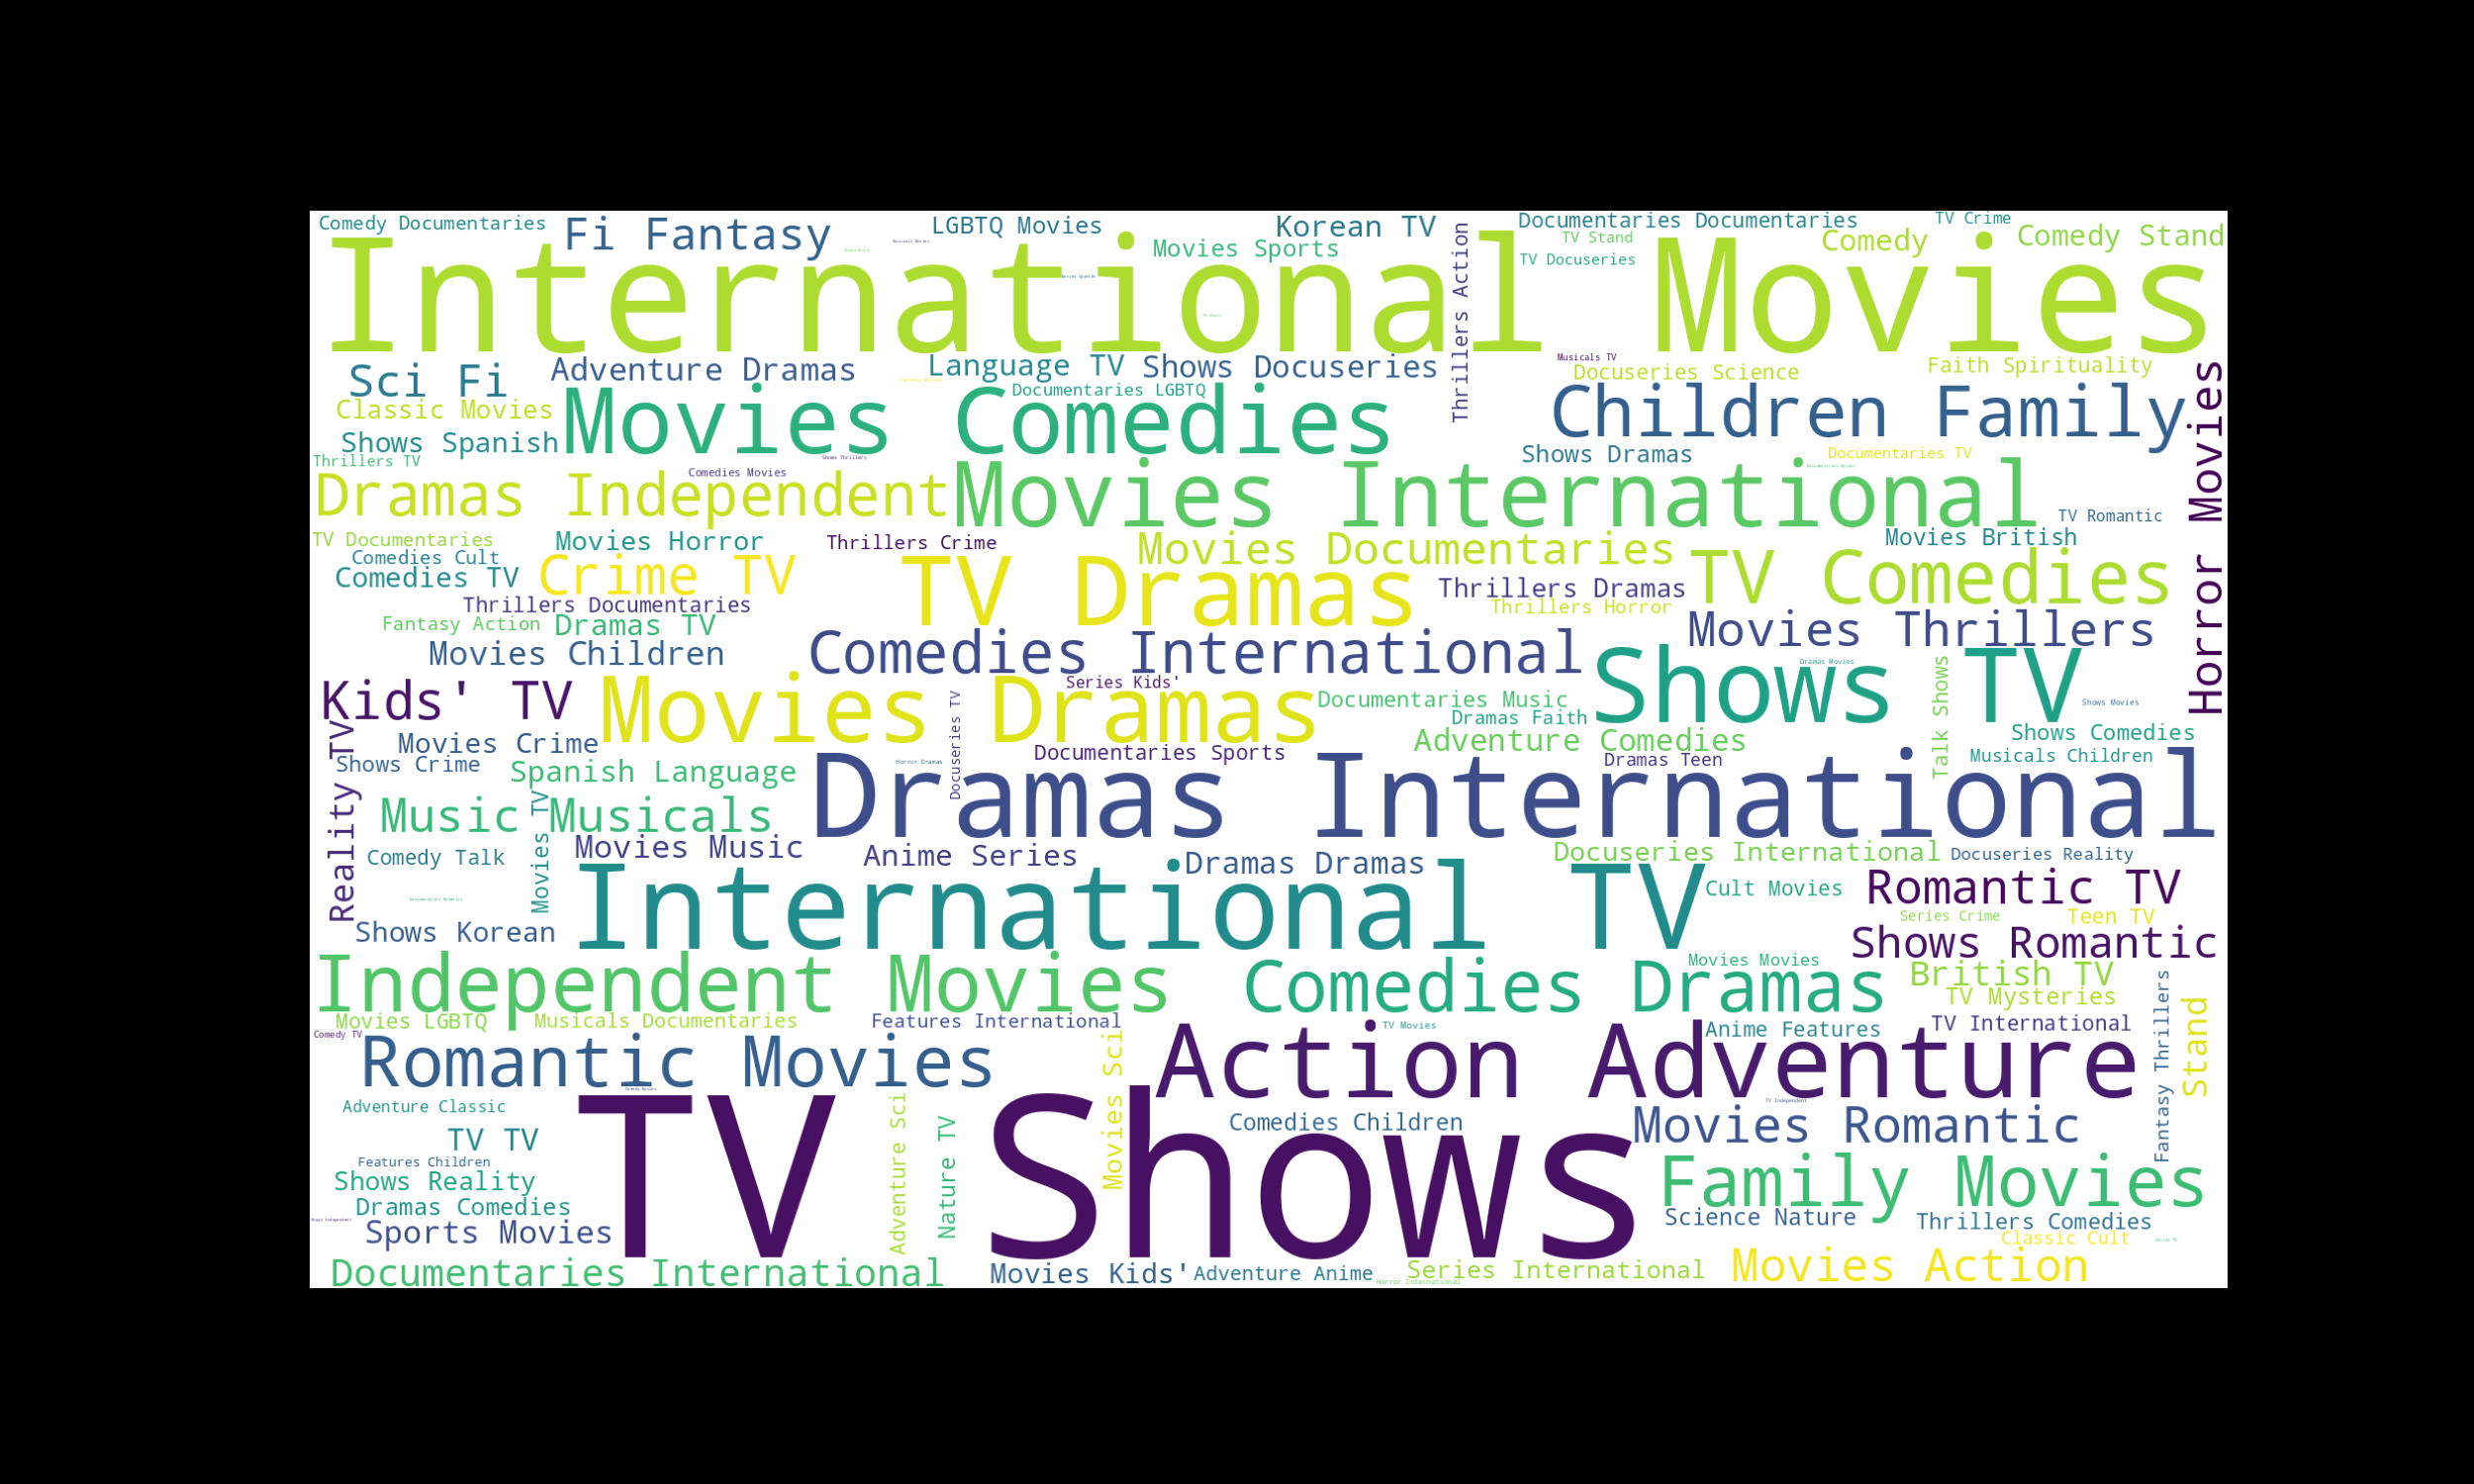 Comedy Documentaries
Fi Fantasy
LGBTQ Movies
Korean TV
Documentaries Documentaries
TV Crime
Comedy Stand
Movies Sports
TV Stand
Comedy
TV Docuseries
International Movies
Thrillers Action
Sci Fi
Adventure Dramas
Language TV
Shows Docuseries
Musicals TV
Docuseries Science
Faith Spirituality
Documentaries LGBTQ
Classic Movies
Movies Comedies
Children Family
Horror Movies
Shows Spanish
Thrillers TV
Shows Thrillers
Comedies Movies
Shows Dramas
Documentaries TV
Dramas Independent
Movies International
TV Romantic
TV Documentaries
Movies Horror
Thrillers Crime
Movies Documentaries
Movies British
Comedies Cult
Comedies TV
Crime TV
TV Dramas
Thrillers Dramas
TV Comedies
Thrillers Documentaries
Thrillers Horror
Fantasy Action
Dramas TV
Movies Children
Comedies International
Movies Thrillers
Dramas Movies
Kids' TV
Movies Dramas
Series Kids'
Documentaries Music
Shows TV
Talk Shows
Shows Movies
Docuseries TV
Dramas Faith
Reality TV
Movies Crime
Documentaries Sports
Adventure Comedies
Shows Comedies
Shows Crime
Spanish Language
Horror Dramas
Dramas Teen
Musicals Children
Dramas International
Music Musicals
Movies TV
Movies Music
Comedy Talk
Anime Series
Dramas Dramas
Docuseries International
Docuseries Reality
International TV
Cult Movies
Romantic TV
Documentaries Romantic
Series Crime
Teen TV
Shows Korean
Shows Romantic
Independent Movies
Comedies Dramas
Movies Movies
British TV
TV Mysteries
Movies LGBTQ
Musicals Documentaries
Features International
TV Movies
Anime Features
TV International
Comedy TV
Romantic Movies
Movies Sci
Action Adventure
Fantasy Thrillers
Stand
TV Shows
Adventure Classic
Adventure Sci
Nature TV
Comedies Children
TV Independent
Movies Romantic
TV TV
Features Children
Shows Reality
Family Movies
Dramas Comedies
Sports Movies
Science Nature
Thrillers Comedies
Classic Cult
Documentaries International
Movies Kids'
Adventure Anime
Series International
Horror International
Movies Action